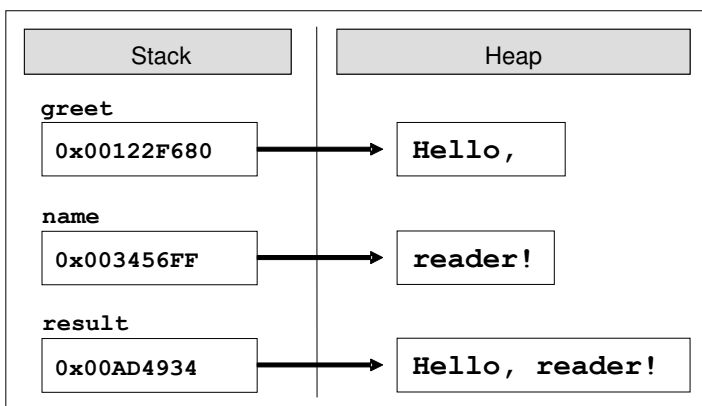 Stack
Heap
greet
0x00122F680
Hello,
name
0x003456FF
reader!
result
0x00AD4934
Hello, reader!